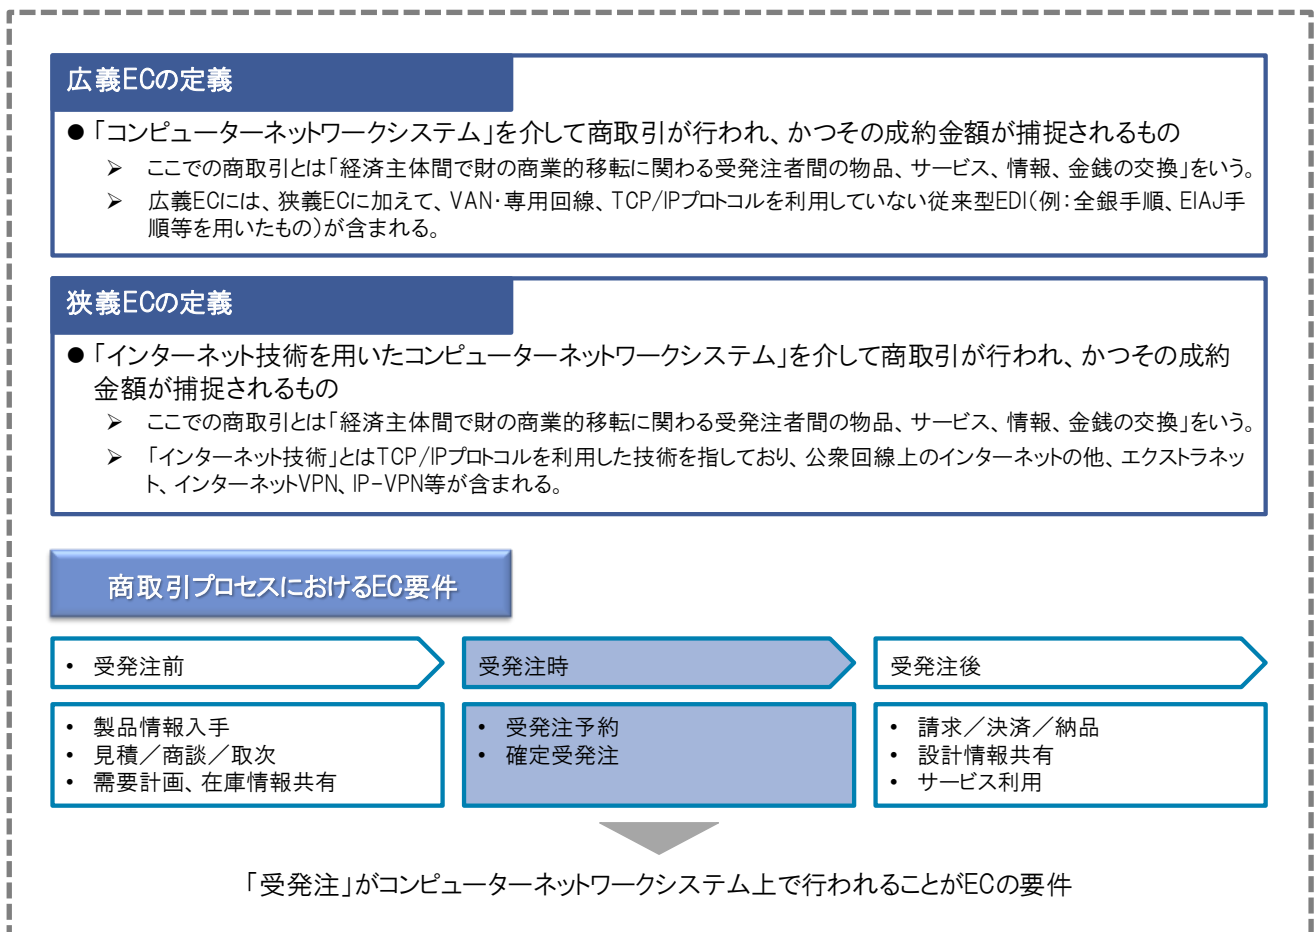 広義ECの定義
●「コンピューターネットワークシステム」を介して商取引が行われ、かつその成約金額が捕捉されるもの
➢ ここでの商取引とは「経済主体間で財の商業的移転に関わる受発注者間の物品、サービス、情報、金銭の交換」をいう。
➢ 広義ECには、狭義ECに加えて、VAN・専用回線、TCP/IPプロトコルを利用していない従来型EDI(例：全銀手順、EIAJ手
順等を用いたもの)が含まれる。
狭義ECの定義
●「インターネット技術を用いたコンピューターネットワークシステム」を介して商取引が行われ、かつその成約
金額が捕捉されるもの
➢ ここでの商取引とは「経済主体間で財の商業的移転に関わる受発注者間の物品、サービス、情報、金銭の交換」をいう。
➢ 「インターネット技術」とはTCP/IPプロトコルを利用した技術を指しており、公衆回線上のインターネットの他、エクストラネッ
ト、インターネットVPN、IP-VPN等が含まれる。
商取引プロセスにおけるEC要件
• 受発注前
受発注時
受発注後
• 製品情報入手
• 見積／商談／取次
• 需要計画、在庫情報共有
• 受発注予約
• 確定受発注
• 請求／決済／納品
• 設計情報共有
• サービス利用
「受発注」がコンピューターネットワークシステム上で行われることがECの要件